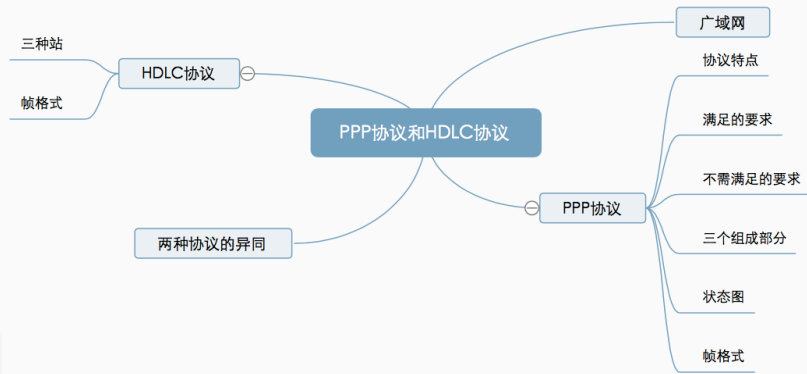 PPP协议和HDLC协议
广域网
PPP协议
协议特点
满足的要求
不需满足的要求
三个组成部分
状态图
帧格式
两种协议的异同
HDLC协议
三种站
帧格式